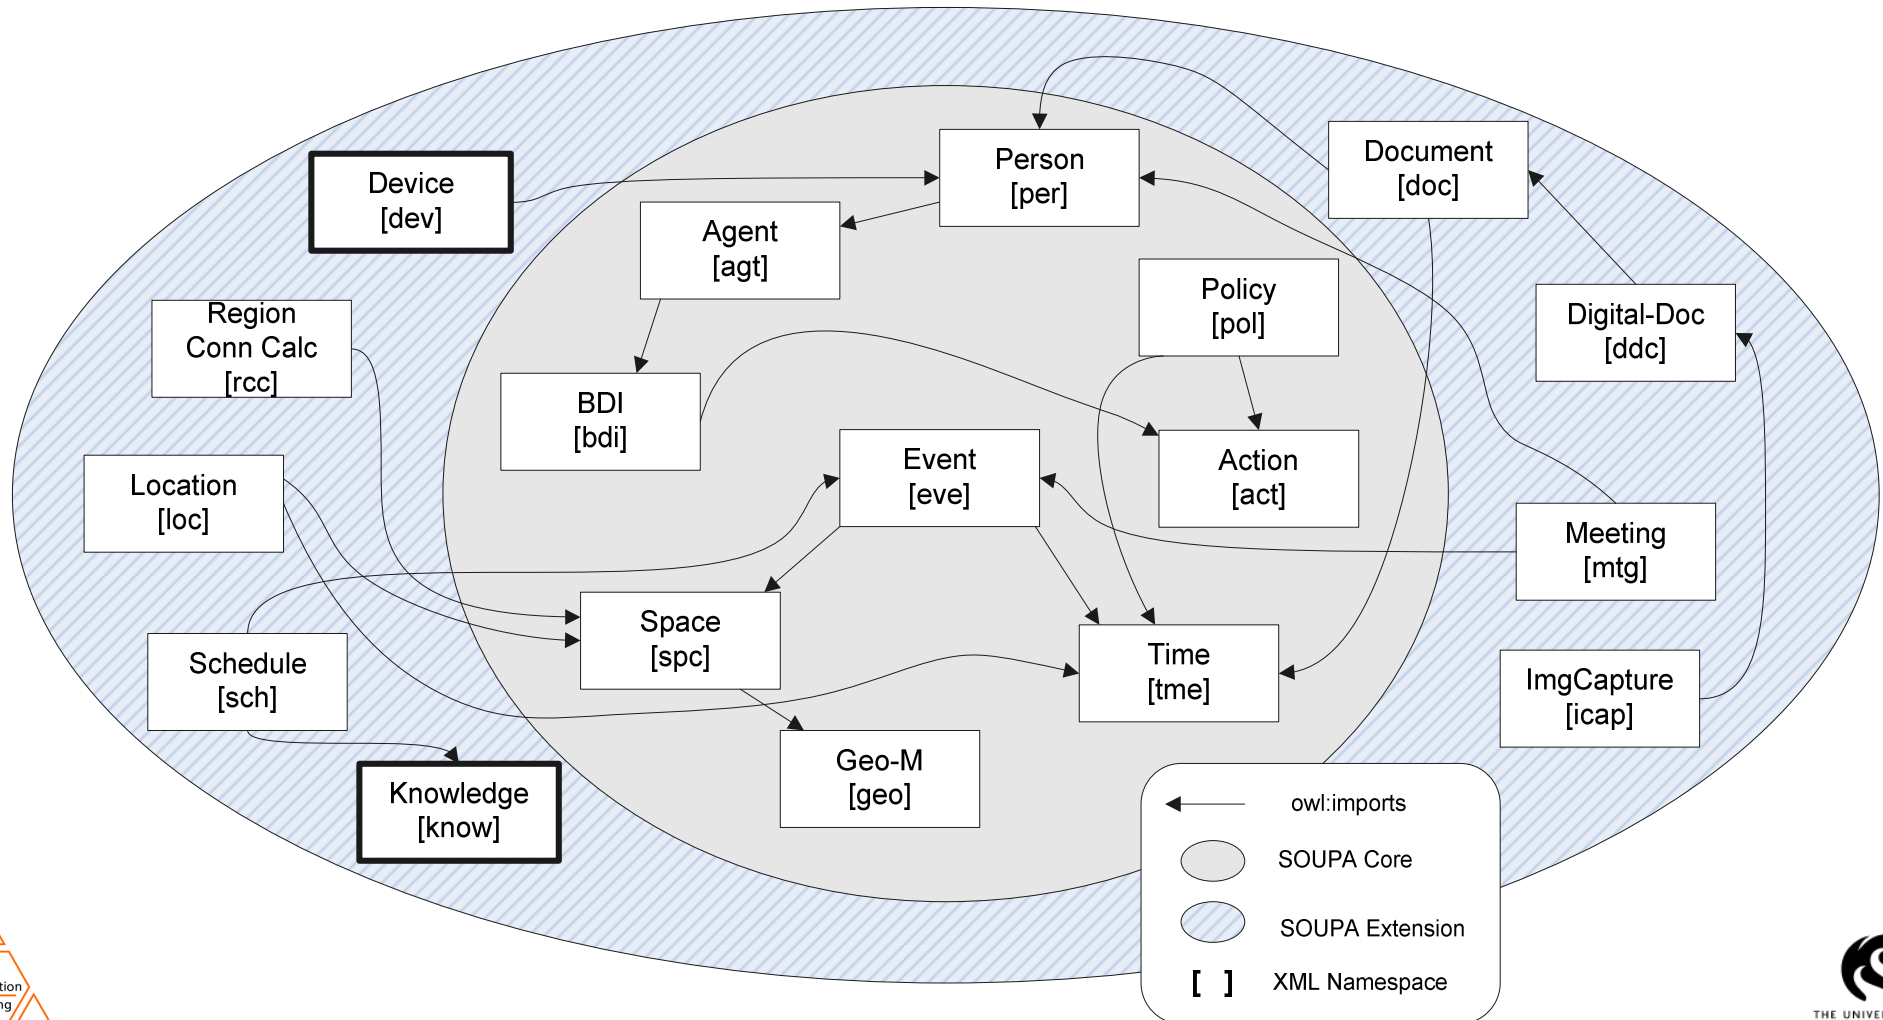 Person
[per]
Document
[doc]
Device
[dev]
Agent
[agt]
Policy
[pol]
Digital-Doc
[ddc]
Region
Conn Calc
[rcc]
BDI
[bdi]
Event
[eve]
Action
[act]
Location
[loc]
Meeting
[mtg]
Space
[spc]
Time
[tme]
Schedule
[sch]
ImgCapture
[icap]
Geo-M
[geo]
Knowledge
[know]
owl:imports
SOUPA Core
SOUPA Extension
[ ] XML Namespace
THE